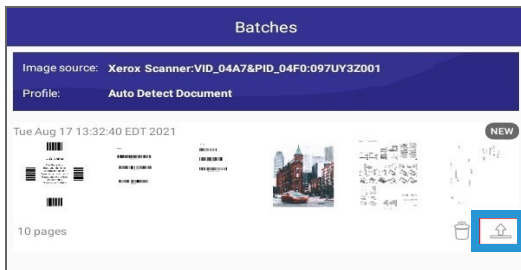 Batches
Image source: Xerox Scanner:VID_04A7&PID_04F0:097UY3Z001
Profile: Auto Detect Document
Tue Aug 17 13:32:40 EDT 2021
NEW
10 pages